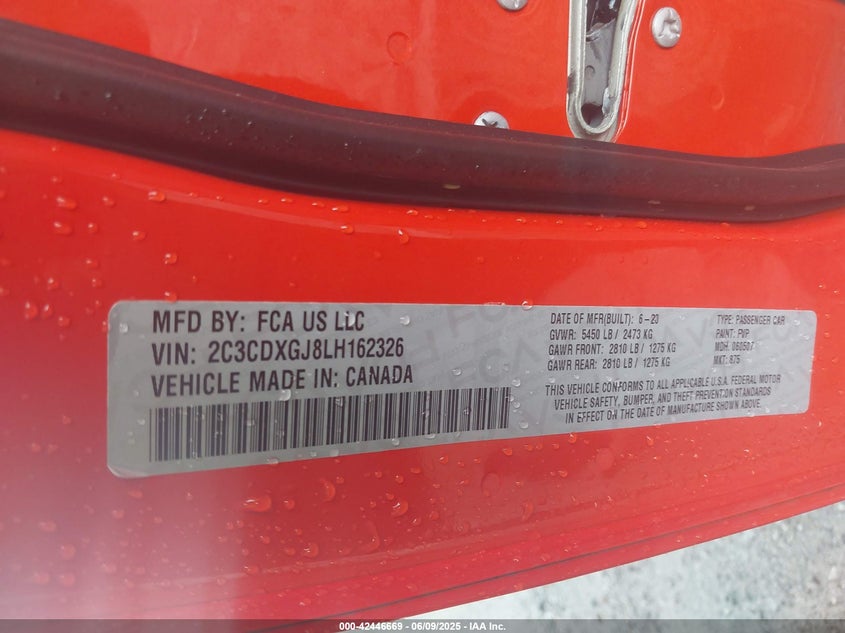 MFD BY: FCA US LLC
VIN: 2C3CDXGJ8LH162326
VEHICLE MADE IN: CANADA
DATE OF MFR(BUILT): 6-20
GVWR: 5450 LB / 2473 KG
GAWR FRONT: 2810 LB / 1275 KG
GAWR REAR: 2810 LB / 1275 KG
TYPE: PASSENGER CAR
PAINT: PVP
MDH: 060507
MKT: 875
THIS VEHICLE CONFORMS TO ALL APPLICABLE U.S.A. FEDERAL MOTOR
VEHICLE SAFETY, BUMPER, AND THEFT PREVENTION STANDARDS
IN EFFECT ON THE DATE OF MANUFACTURE SHOWN ABOVE.
000-42446669 - 06/09/2025 - IAA Inc.